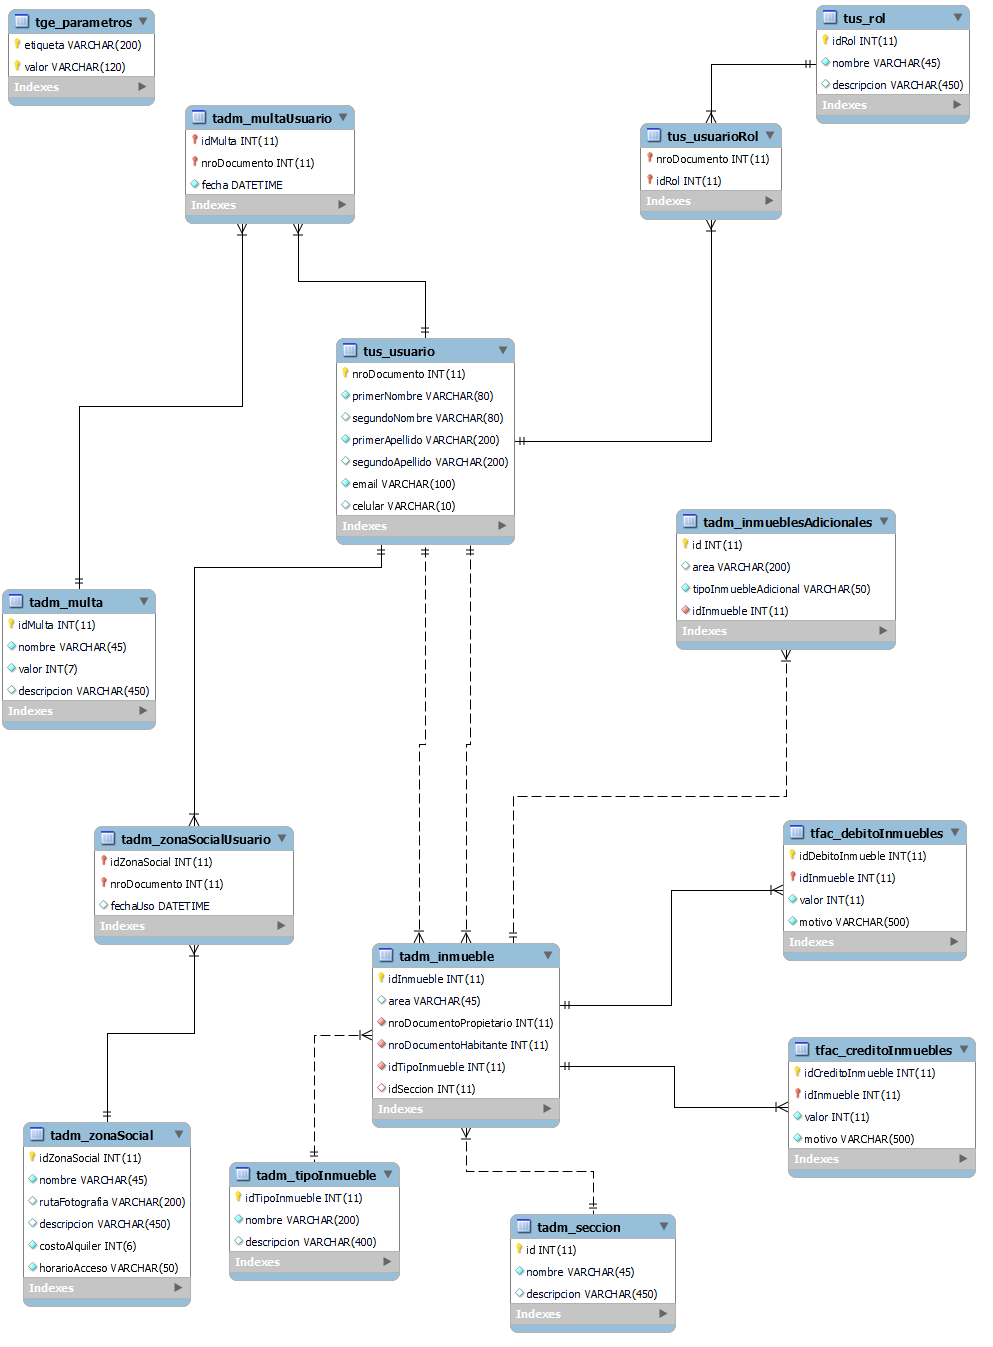 tge_parametros
etiqueta VARCHAR(200)
valor VARCHAR(120)
Indexes
tus_rol
idRol INT(11)
nombre VARCHAR(45)
descripcion VARCHAR(450)
Indexes
tadm_multaUsuario
idMulta INT(11)
nroDocumento INT(11)
fecha DATETIME
Indexes
tus_usuarioRol
nroDocumento INT(11)
idRol INT(11)
Indexes
tus_usuario
nroDocumento INT(11)
primerNombre VARCHAR(80)
segundoNombre VARCHAR(80)
primerApellido VARCHAR(200)
segundoApellido VARCHAR(200)
email VARCHAR(100)
celular VARCHAR(10)
Indexes
tadm_inmueblesAdicionales
id INT(11)
area VARCHAR(200)
tipoInmuebleAdicional VARCHAR(50)
idInmueble INT(11)
Indexes
tadm_multa
idMulta INT(11)
nombre VARCHAR(45)
valor INT(7)
descripcion VARCHAR(450)
Indexes
tadm_zonaSocialUsuario
idZonaSocial INT(11)
nroDocumento INT(11)
fechaUso DATETIME
Indexes
tfac_debitoInmuebles
idDebitoInmueble INT(11)
idInmueble INT(11)
valor INT(11)
motivo VARCHAR(500)
Indexes
tadm_inmueble
idInmueble INT(11)
area VARCHAR(45)
nroDocumentoPropietario INT(11)
nroDocumentoHabitante INT(11)
idTipoInmueble INT(11)
idSeccion INT(11)
Indexes
tfac_creditoInmuebles
idCreditoInmueble INT(11)
idInmueble INT(11)
valor INT(11)
motivo VARCHAR(500)
Indexes
tadm_zonaSocial
idZonaSocial INT(11)
nombre VARCHAR(45)
rutaFotografia VARCHAR(200)
descripcion VARCHAR(450)
costoAlquiler INT(6)
horarioAcceso VARCHAR(50)
Indexes
tadm_tipoInmueble
idTipoInmueble INT(11)
nombre VARCHAR(200)
descripcion VARCHAR(400)
Indexes
tadm_seccion
id INT(11)
nombre VARCHAR(45)
descripcion VARCHAR(450)
Indexes